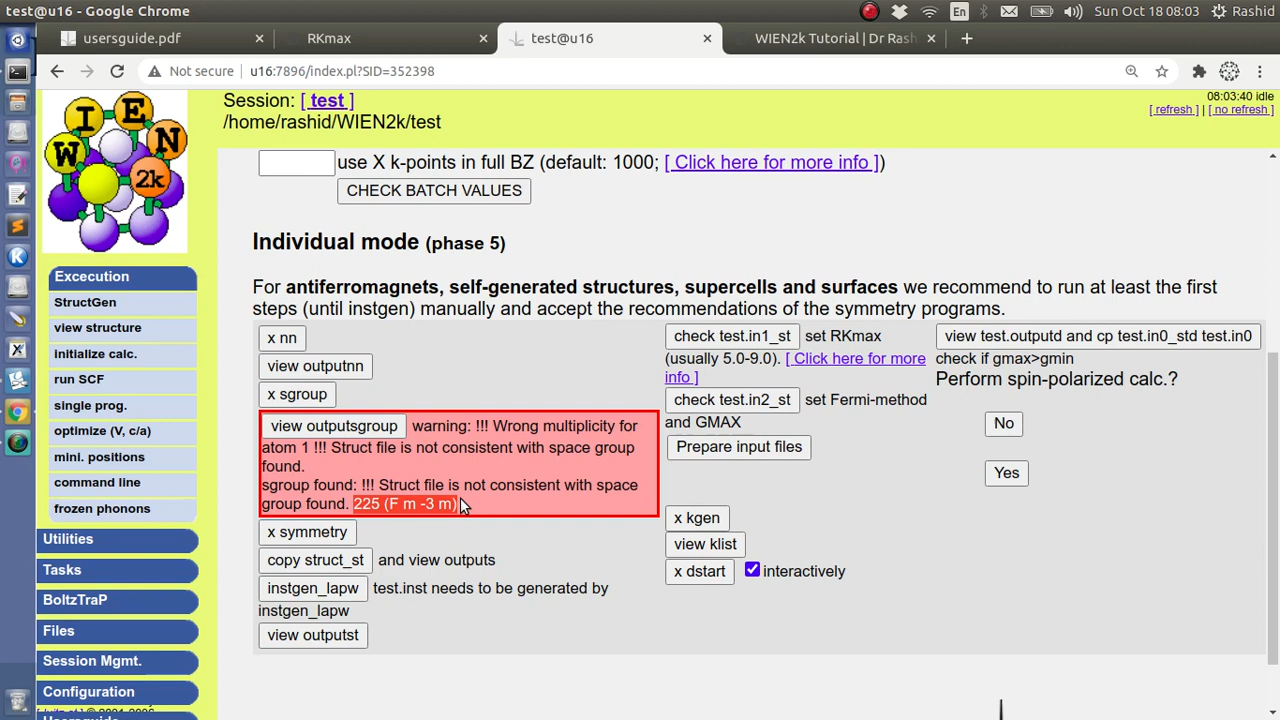 test@u16 - Google Chrome
En
Sun Oct 18 08:03
Rashid
usersguide.pdf
RKmax
test@u16
WIEN2k Tutorial | Dr Rash
Not secure
u16:7896/index.pl?SID=352398
WIEN
2k
Session: [ test ]
/home/rashid/WIEN2k/test
08:03:40 idle
[ refresh ] | [ no refresh ]
use X k-points in full BZ (default: 1000; [ Click here for more info ])
CHECK BATCH VALUES
Individual mode (phase 5)
For antiferromagnets, self-generated structures, supercells and surfaces we recommend to run at least the first
steps (until instgen) manually and accept the recommendations of the symmetry programs.
x nn
view outputnn
x sgroup
view outputsgroup warning: !!! Wrong multiplicity for
atom 1 !!! Struct file is not consistent with space group
found.
sgroup found: !!! Struct file is not consistent with space
group found. 225 (F m -3 m)
x symmetry
copy struct_st and view outputs
instgen_lapw test.inst needs to be generated by
instgen_lapw
view outputst
check test.in1_st set RKmax
(usually 5.0-9.0). [ Click here for more
info ]
check test.in2_st set Fermi-method
and GMAX
Prepare input files
x kgen
view klist
x dstart interactively
view test.outputd and cp test.in0_std test.in0
check if gmax>gmin
Perform spin-polarized calc.?
No
Yes
Excecution
StructGen
view structure
initialize calc.
run SCF
single prog.
optimize (V, c/a)
mini. positions
command line
frozen phonons
Utilities
Tasks
BoltzTraP
Files
Session Mgmt.
Configuration